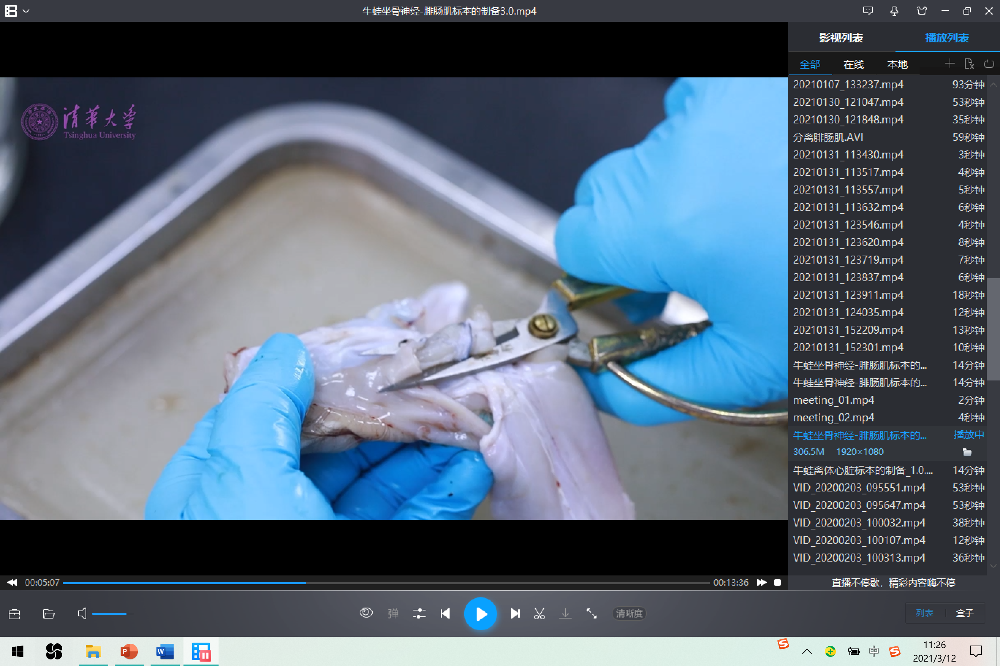 牛蛙坐骨神经-腓肠肌标本的制备3.0.mp4
清華大学
Tsinghua University
影视列表
播放列表
全部
在线
本地
20210107_133237.mp4 93分钟
20210130_121047.mp4 53秒钟
20210130_121848.mp4 35秒钟
分离腓肠肌.AVI 59秒钟
20210131_113430.mp4 3秒钟
20210131_113517.mp4 4秒钟
20210131_113557.mp4 5秒钟
20210131_113632.mp4 6秒钟
20210131_123546.mp4 4秒钟
20210131_123620.mp4 8秒钟
20210131_123719.mp4 7秒钟
20210131_123837.mp4 6秒钟
20210131_123911.mp4 18秒钟
20210131_124035.mp4 12秒钟
20210131_152209.mp4 13秒钟
20210131_152301.mp4 10秒钟
牛蛙坐骨神经-腓肠肌标本的... 14分钟
牛蛙坐骨神经-腓肠肌标本的... 14分钟
meeting_01.mp4 2分钟
meeting_02.mp4 4秒钟
牛蛙坐骨神经-腓肠肌标本的... 播放中
306.5M 1920×1080
牛蛙离体心脏标本的制备_1.0.... 14分钟
VID_20200203_095551.mp4 53秒钟
VID_20200203_095647.mp4 53秒钟
VID_20200203_100032.mp4 38秒钟
VID_20200203_100107.mp4 12秒钟
VID_20200203_100313.mp4 36秒钟
00:05:07
00:13:36
直播不停歇，精彩内容嗨不停
弹
清晰度
列表
盒子
P
W
S
中
S
11:26
2021/3/12